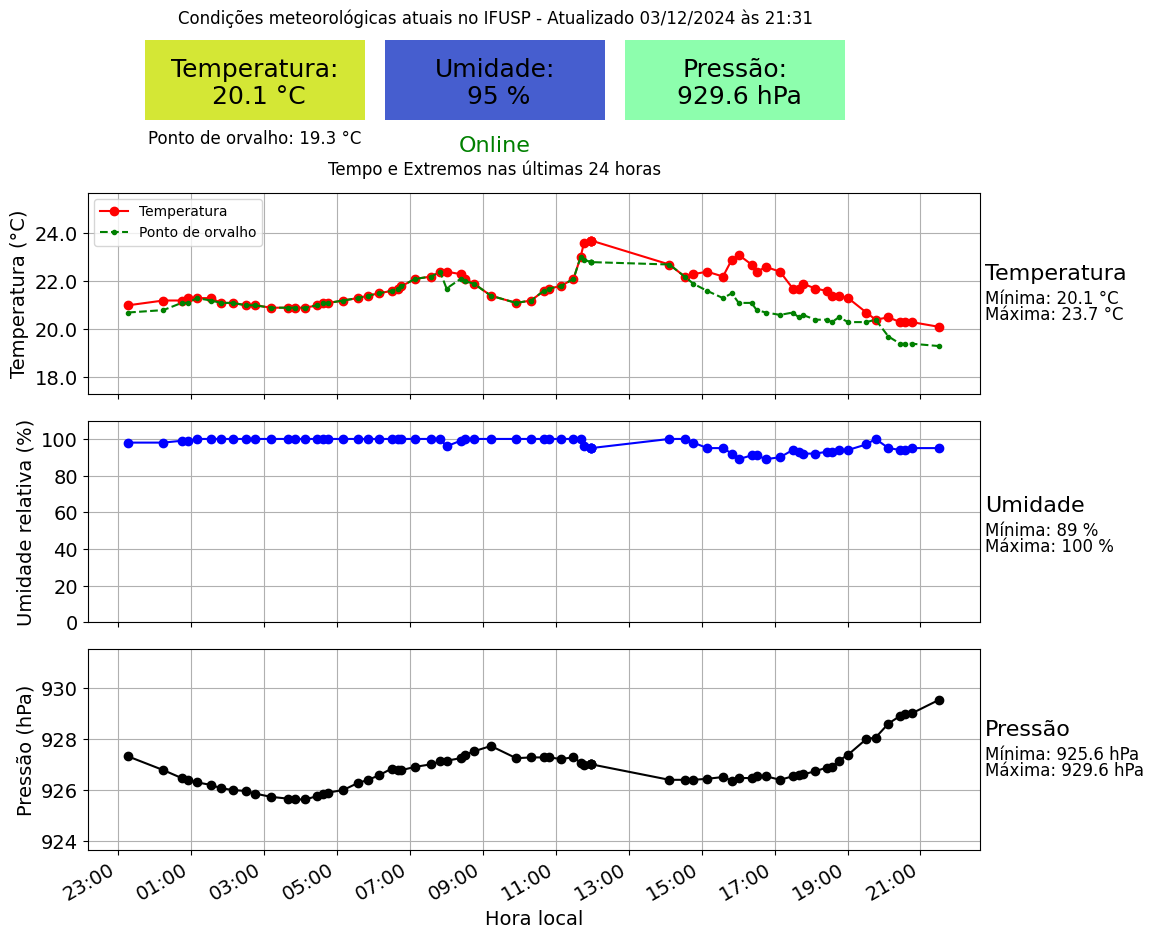 Condições meteorológicas atuais no IFUSP - Atualizado 03/12/2024 às 21:31
Temperatura:
20.1 °C
Umidade:
95 %
Pressão:
929.6 hPa
Ponto de orvalho: 19.3 °C
Online
Tempo e Extremos nas últimas 24 horas
Temperatura (°C)
24.0
22.0
20.0
18.0
Temperatura
Ponto de orvalho
Temperatura
Mínima: 20.1 °C
Máxima: 23.7 °C
Umidade relativa (%)
100
80
60
40
20
0
Umidade
Mínima: 89 %
Máxima: 100 %
Pressão (hPa)
930
928
926
924
Pressão
Mínima: 925.6 hPa
Máxima: 929.6 hPa
23:00 01:00 03:00 05:00 07:00 09:00 11:00 13:00 15:00 17:00 19:00 21:00
Hora local